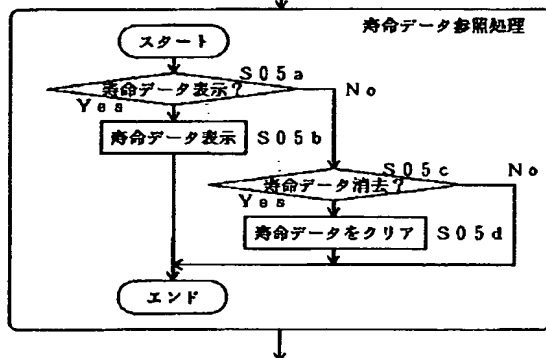 寿命データ参照処理
スタート
S05a
寿命データ表示？
No
Yes
寿命データ表示
S05b
S05c
No
寿命データ消去？
Yes
寿命データをクリア
S05d
エンド